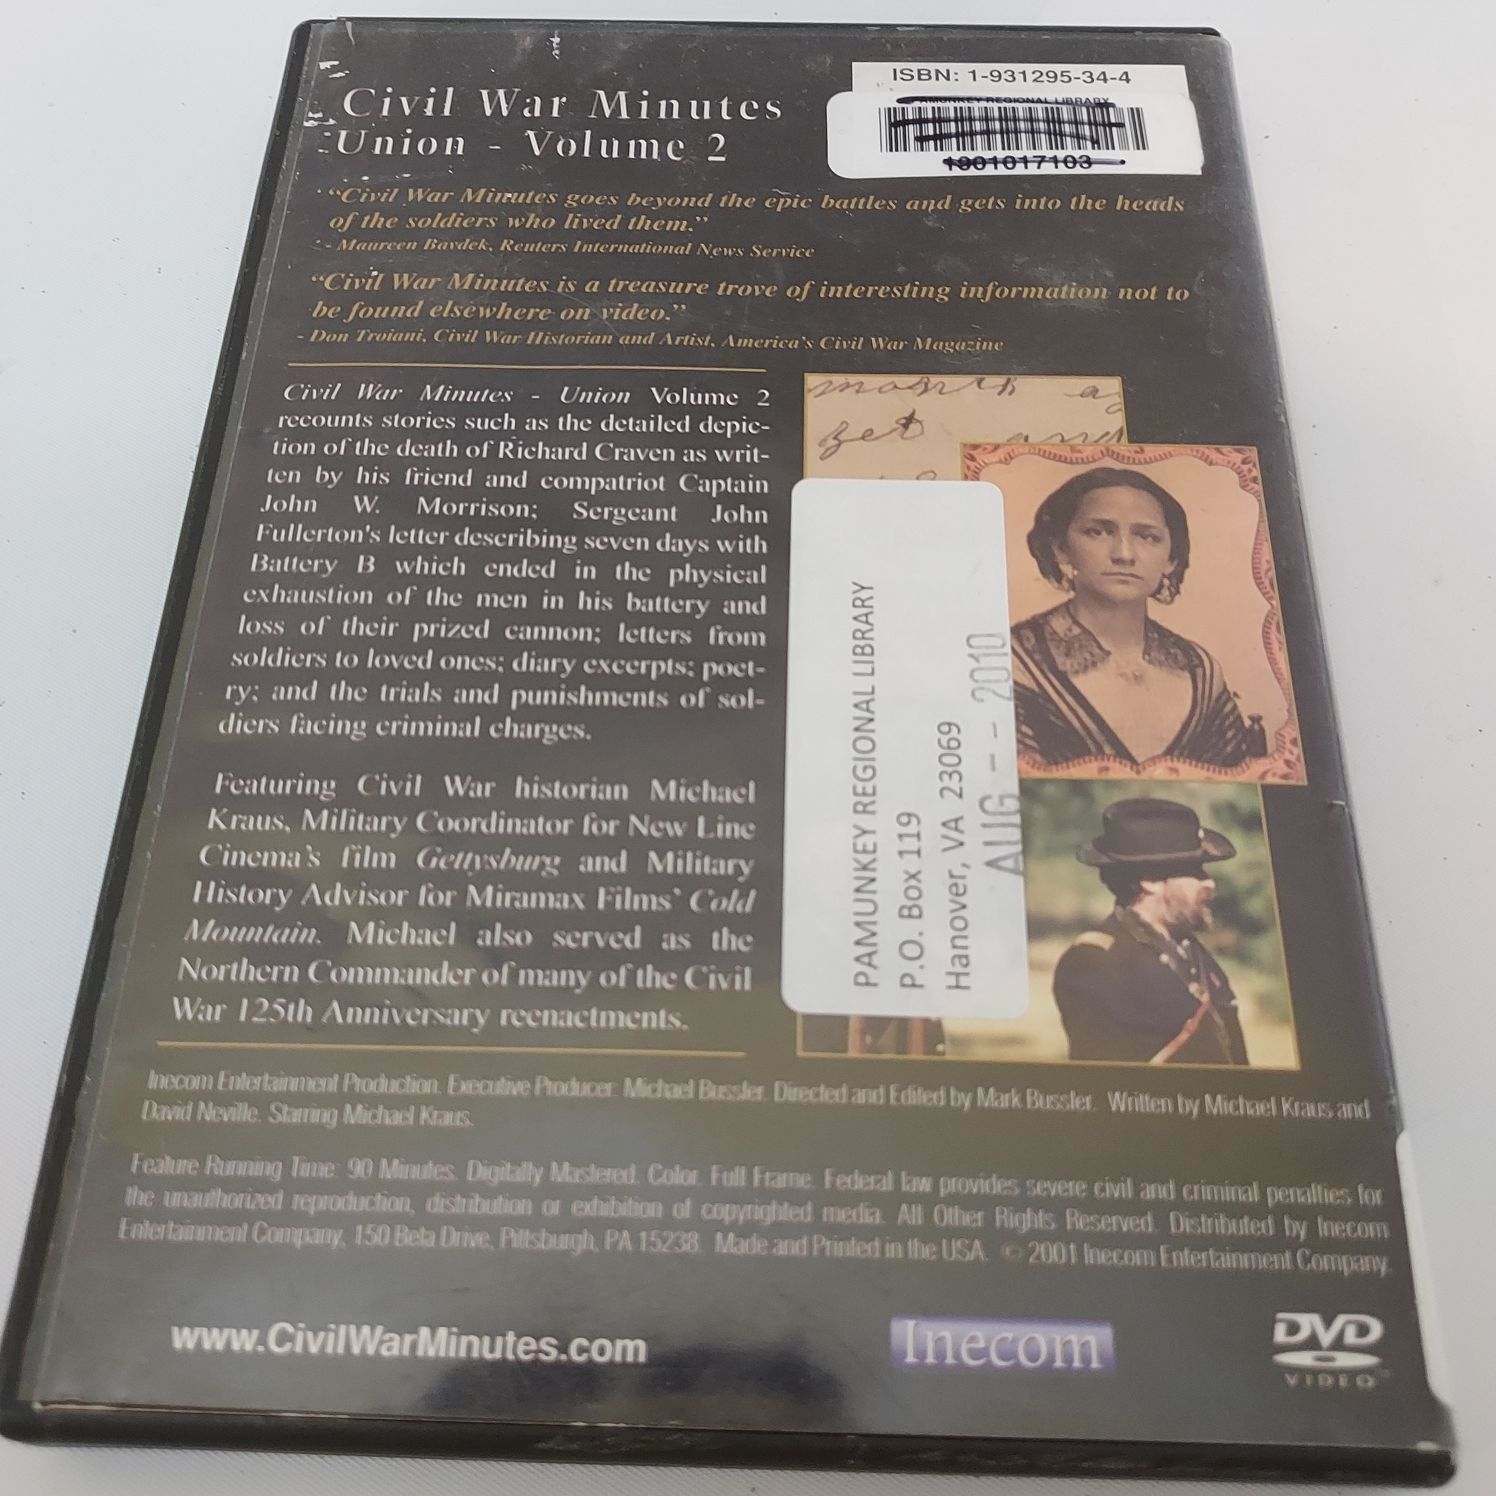 ISBN: 1-931295-34-4
PAMUNKEY REGIONAL LIBRARY
1901017103
Civil War Minutes
Union - Volume 2
“Civil War Minutes goes beyond the epic battles and gets into the heads
of the soldiers who lived them.”
- Maureen Bavdek, Reuters International News Service
“Civil War Minutes is a treasure trove of interesting information not to
be found elsewhere on video.”
- Don Troiani, Civil War Historian and Artist, America's Civil War Magazine
Civil War Minutes - Union Volume 2
recounts stories such as the detailed depic-
tion of the death of Richard Craven as writ-
ten by his friend and compatriot Captain
John W. Morrison; Sergeant John
Fullerton's letter describing seven days with
Battery B which ended in the physical
exhaustion of the men in his battery and
loss of their prized cannon; letters from
soldiers to loved ones; diary excerpts; poet-
ry; and the trials and punishments of sol-
diers facing criminal charges.
Featuring Civil War historian Michael
Kraus, Military Coordinator for New Line
Cinema's film Gettysburg and Military
History Advisor for Miramax Films' Cold
Mountain. Michael also served as the
Northern Commander of many of the Civil
War 125th Anniversary reenactments.
month a
get and
PAMUNKEY REGIONAL LIBRARY
P.O. Box 119
Hanover, VA 23069
AUG -- 2010
Inecom Entertainment Production. Executive Producer: Michael Bussler. Directed and Edited by Mark Bussler. Written by Michael Kraus and
David Neville. Starring Michael Kraus.
Feature Running Time: 90 Minutes. Digitally Mastered. Color. Full Frame. Federal law provides severe civil and criminal penalties for
the unauthorized reproduction, distribution or exhibition of copyrighted media. All Other Rights Reserved. Distributed by Inecom
Entertainment Company, 150 Beta Drive, Pittsburgh, PA 15238. Made and Printed in the USA. © 2001 Inecom Entertainment Company.
www.CivilWarMinutes.com
Inecom
DVD
VIDEO